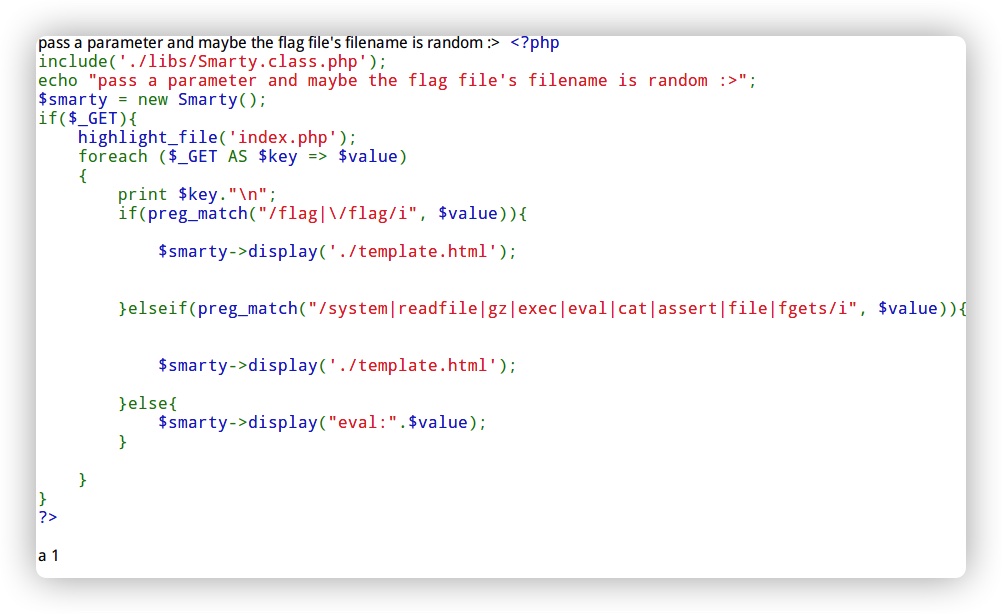 pass a parameter and maybe the flag file's filename is random :> <?php
include('./libs/Smarty.class.php');
echo "pass a parameter and maybe the flag file's filename is random :>";
$smarty = new Smarty();
if($_GET){
    highlight_file('index.php');
    foreach ($_GET AS $key => $value)
    {
        print $key."\n";
        if(preg_match("/flag|\/flag/i", $value)){
            $smarty->display('./template.html');
        }elseif(preg_match("/system|readfile|gz|exec|eval|cat|assert|file|fgets/i", $value)){
            $smarty->display('./template.html');
        }else{
            $smarty->display("eval:".$value);
        }
    }
}
?>
a 1